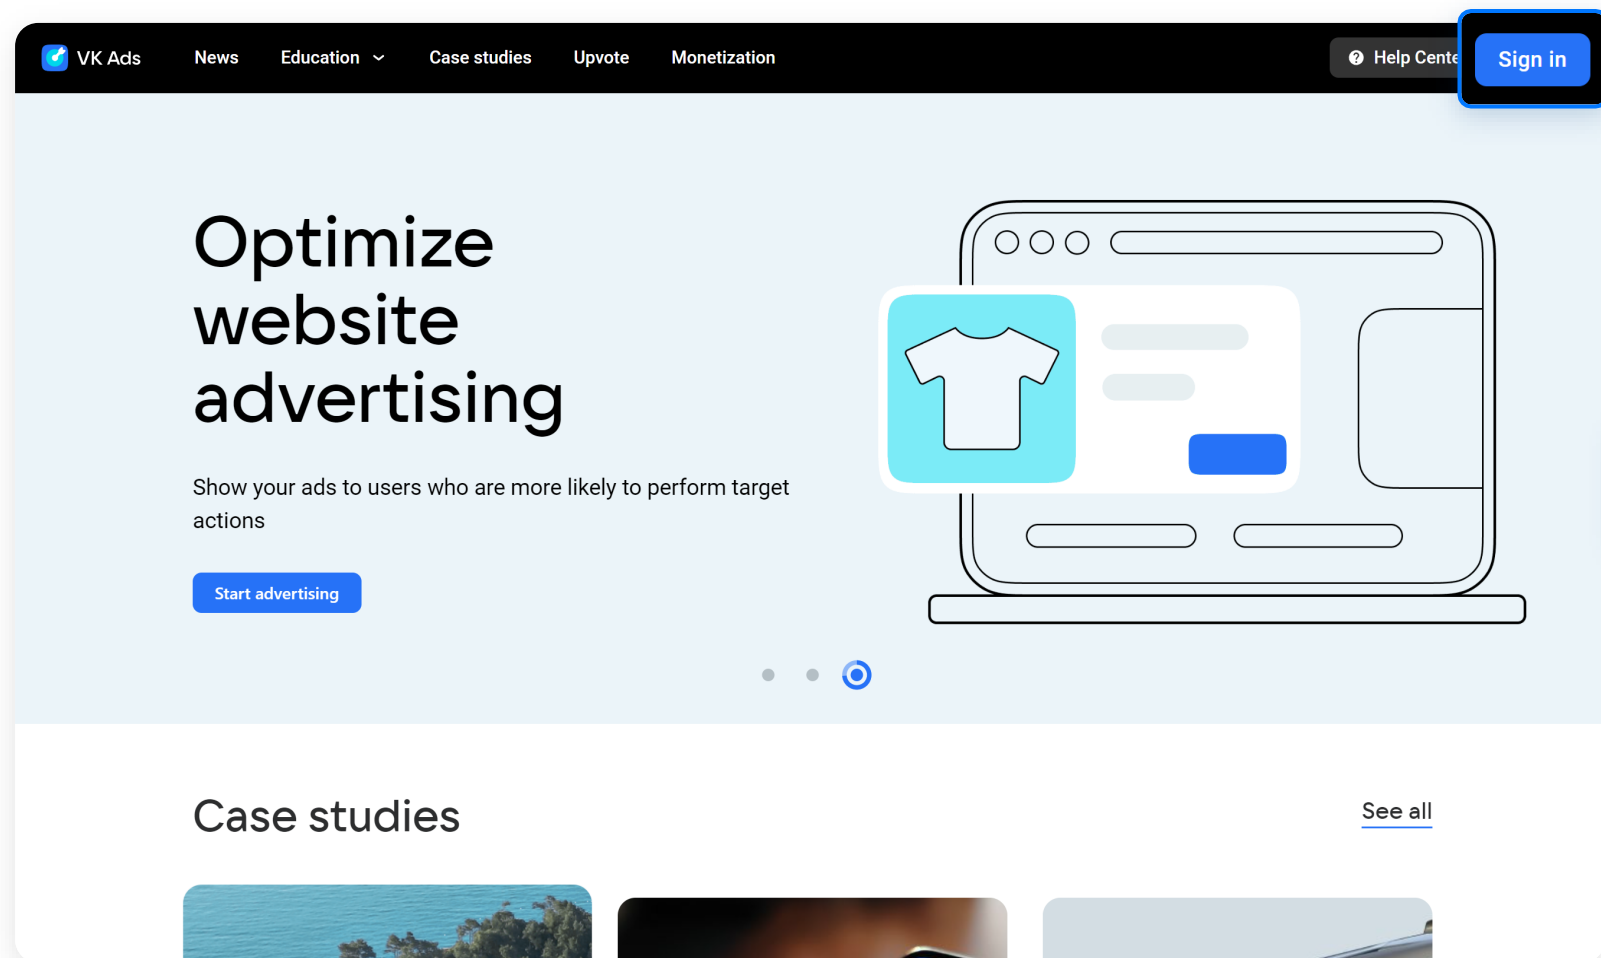 VK Ads
News
Education
Case studies
Upvote
Monetization
Help Cente
Sign in
Optimize
website
advertising
Show your ads to users who are more likely to perform target
actions
Start advertising
Case studies
See all